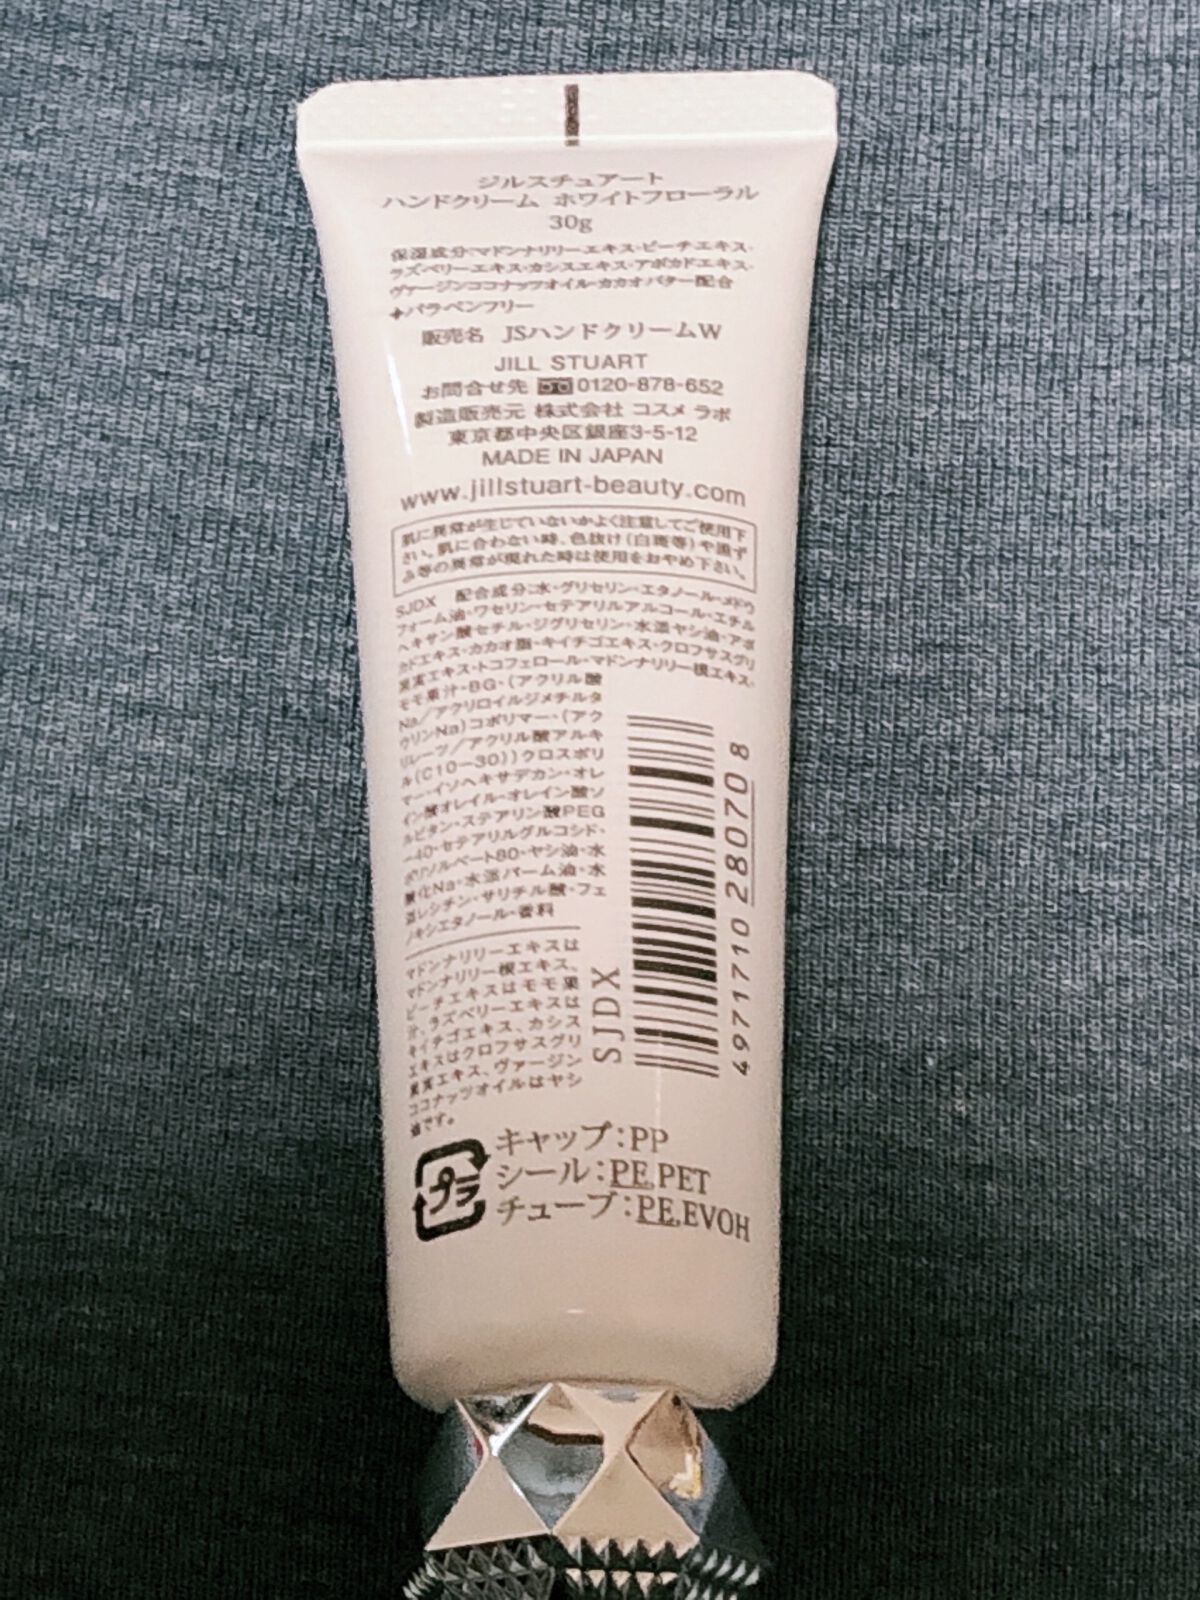 ジルスチュアート
ハンドクリーム ホワイトフローラル
30g
保湿成分:マドンナリリーエキス・ピーチエキス・
ラズベリーエキス・カシスエキス・アボカドエキス・
ヴァージンココナッツオイル・カカオバター配合
✦パラベンフリー
販売名 JSハンドクリームW
JILL STUART
お問合せ先 0120-878-652
製造販売元 株式会社 コスメ ラボ
東京都中央区銀座3-5-12
MADE IN JAPAN
www.jillstuart-beauty.com
肌に異常が生じていないかよく注意してご使用下
さい。肌に合わない時、色抜け(白斑等)や黒ず
み等の異常が現れた時は使用をおやめ下さい。
SJDX 配合成分:水・グリセリン・エタノール・メドウ
フォーム油・ワセリン・セテアリルアルコール・エチル
ヘキサン酸セチル・ジグリセリン・水添ヤシ油・アボ
カドエキス・カカオ脂・キイチゴエキス・クロフサスグリ
果実エキス・トコフェロール・マドンナリリー根エキス・
モモ果汁・BG・(アクリル酸
Na/アクリロイルジメチルタ
ウリンNa)コポリマー・(アク
リレーツ/アクリル酸アルキ
ル(C10-30))クロスポリ
マー・イソヘキサデカン・オレ
イン酸オレイル・オレイン酸ソ
ルビタン・ステアリン酸PEG
-40・セテアリルグルコシド・
ポリソルベート80・ヤシ油・水
酸化Na・水添パーム油・水
添レシチン・サリチル酸・フェ
ノキシエタノール・香料
マドンナリリーエキスは
マドンナリリー根エキス、
ピーチエキスはモモ果
汁、ラズベリーエキスは
キイチゴエキス、カシス
エキスはクロフサスグリ
果実エキス、ヴァージン
ココナッツオイルはヤシ
油です。
SJDX
4971710280708
プラ
キャップ:PP
シール:PE,PET
チューブ:PE,EVOH